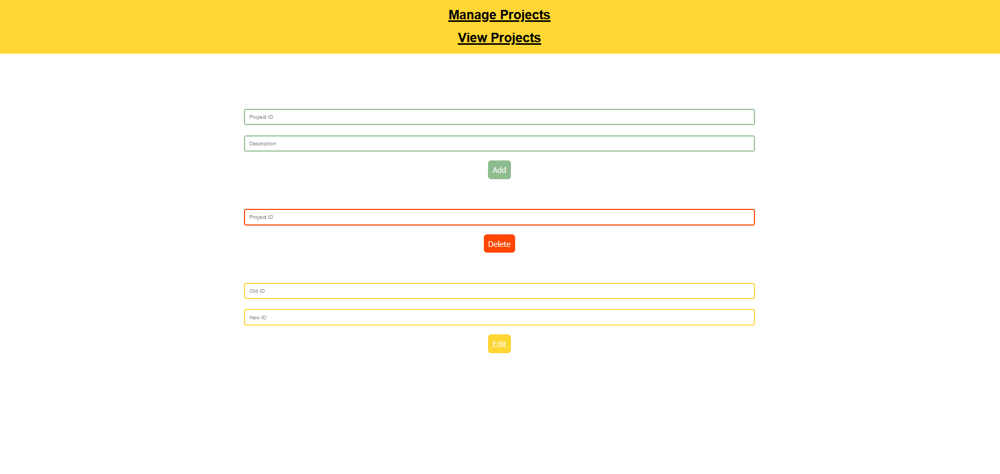 Manage Projects
View Projects
Project ID
Description
Add
Project ID
Delete
Old ID
New ID
Edit